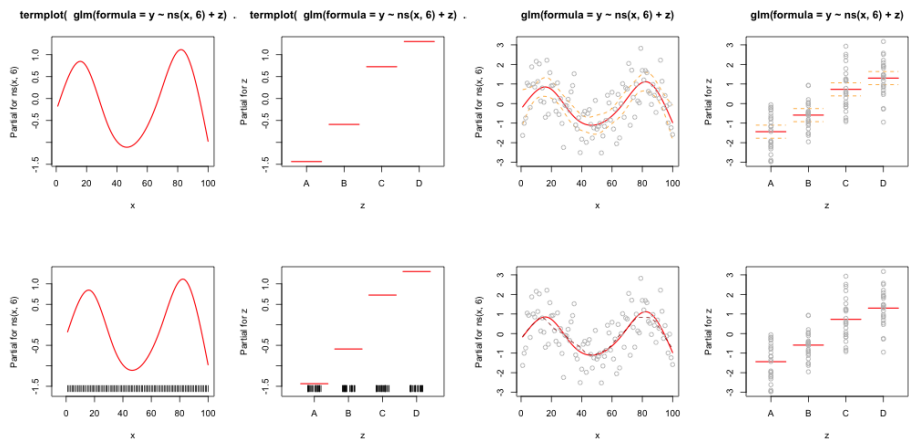 termplot( glm(formula = y ~ ns(x, 6) + z) .
Partial for ns(x, 6)
1.0
0.5
0.0
-0.5
-1.5
0 20 40 60 80 100
x
termplot( glm(formula = y ~ ns(x, 6) + z) .
Partial for z
1.0
0.5
0.0
-0.5
-1.5
A B C D
z
glm(formula = y ~ ns(x, 6) + z)
Partial for ns(x, 6)
3
2
1
0
-1
-2
-3
0 20 40 60 80 100
x
glm(formula = y ~ ns(x, 6) + z)
Partial for z
3
2
1
0
-1
-2
-3
A B C D
z
Partial for ns(x, 6)
1.0
0.5
-0.5
-1.5
0 20 40 60 80 100
x
Partial for z
1.0
0.5
-0.5
-1.5
A B C D
z
Partial for ns(x, 6)
3
2
1
0
-1
-2
-3
0 20 40 60 80 100
x
Partial for z
3
2
1
0
-1
-2
-3
A B C D
z